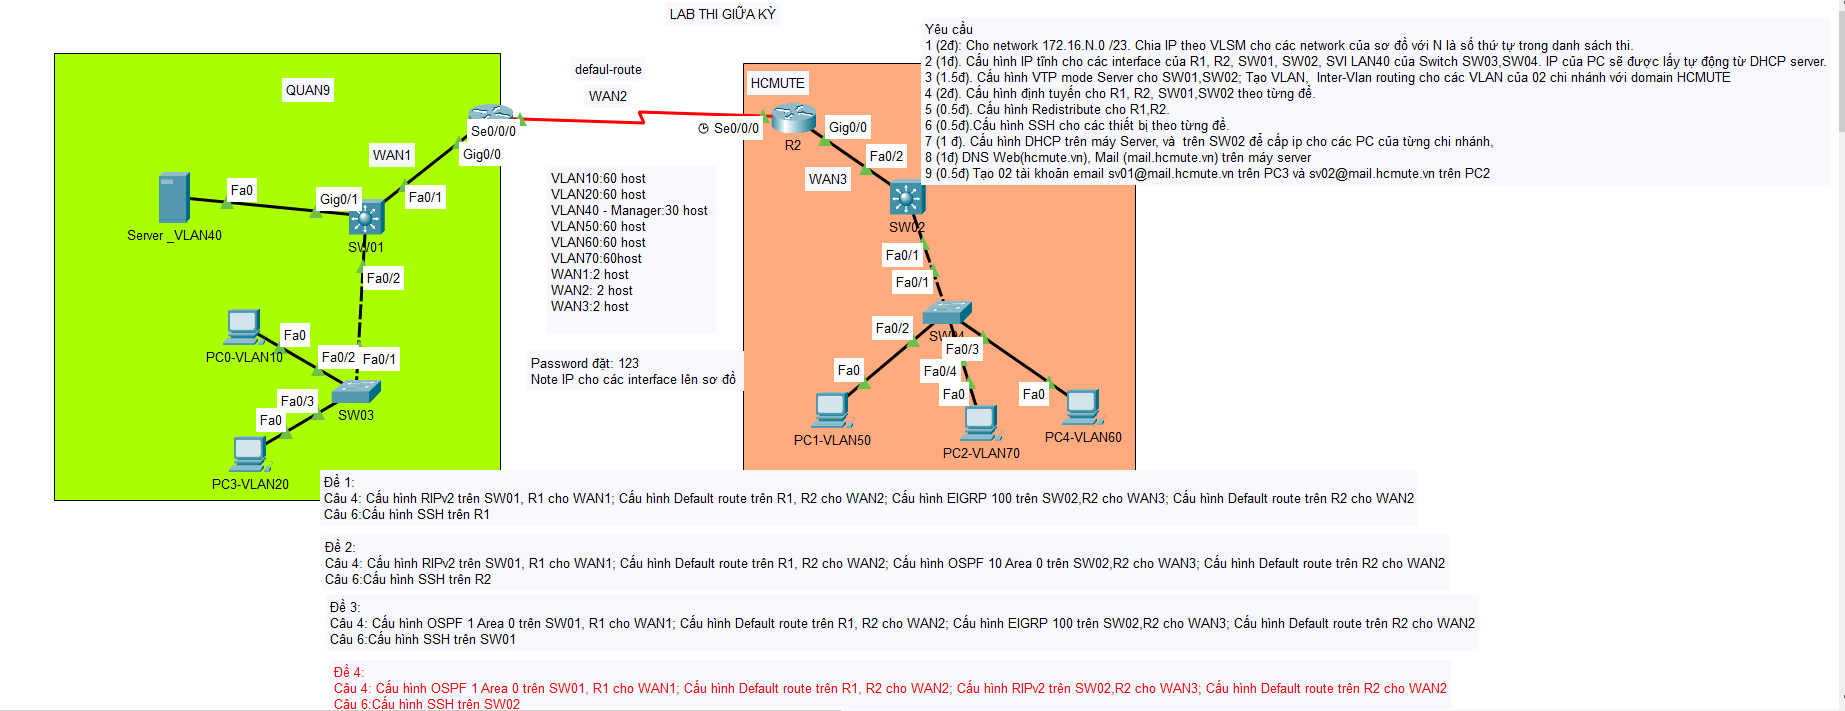 LAB THI GIỮA KỲ
Yêu cầu
1 (2đ): Cho network 172.16.N.0 /23. Chia IP theo VLSM cho các network của sơ đồ với N là số thứ tự trong danh sách thi.
2 (1đ). Cấu hình IP tĩnh cho các interface của R1, R2, SW01, SW02, SVI LAN40 của Switch SW03,SW04. IP của PC sẽ được lấy tự động từ DHCP server.
3 (1.5đ). Cấu hình VTP mode Server cho SW01,SW02; Tạo VLAN, Inter-Vlan routing cho các VLAN của 02 chi nhánh với domain HCMUTE
4 (2đ). Cấu hình định tuyến cho R1, R2, SW01,SW02 theo từng đề.
5 (0.5đ). Cấu hình Redistribute cho R1,R2.
6 (0.5đ).Cấu hình SSH cho các thiết bị theo từng đề.
7 (1 đ). Cấu hình DHCP trên máy Server, và trên SW02 để cấp ip cho các PC của từng chi nhánh,
8 (1đ) DNS Web(hcmute.vn), Mail (mail.hcmute.vn) trên máy server
9 (0.5đ) Tạo 02 tài khoản email sv01@mail.hcmute.vn trên PC3 và sv02@mail.hcmute.vn trên PC2
QUAN9
defaul-route
WAN2
HCMUTE
Se0/0/0
Gig0/0
WAN1
Se0/0/0
R2
Gig0/0
Fa0/2
WAN3
Fa0
Gig0/1
Fa0/1
Server _VLAN40
SW01
SW02
Fa0/2
Fa0/1
Fa0/1
VLAN10:60 host
VLAN20:60 host
VLAN40 - Manager:30 host
VLAN50:60 host
VLAN60:60 host
VLAN70:60host
WAN1:2 host
WAN2: 2 host
WAN3:2 host
Fa0
PC0-VLAN10
Fa0/2
Fa0/1
Fa0/3
Fa0
SW03
PC3-VLAN20
Password đặt: 123
Note IP cho các interface lên sơ đồ
Fa0/2
SW04
Fa0/3
Fa0
Fa0/4
Fa0
Fa0
PC1-VLAN50
PC2-VLAN70
PC4-VLAN60
Đề 1:
Câu 4: Cấu hình RIPv2 trên SW01, R1 cho WAN1; Cấu hình Default route trên R1, R2 cho WAN2; Cấu hình EIGRP 100 trên SW02,R2 cho WAN3; Cấu hình Default route trên R2 cho WAN2
Câu 6:Cấu hình SSH trên R1
Đề 2:
Câu 4: Cấu hình RIPv2 trên SW01, R1 cho WAN1; Cấu hình Default route trên R1, R2 cho WAN2; Cấu hình OSPF 10 Area 0 trên SW02,R2 cho WAN3; Cấu hình Default route trên R2 cho WAN2
Câu 6:Cấu hình SSH trên R2
Đề 3:
Câu 4: Cấu hình OSPF 1 Area 0 trên SW01, R1 cho WAN1; Cấu hình Default route trên R1, R2 cho WAN2; Cấu hình EIGRP 100 trên SW02,R2 cho WAN3; Cấu hình Default route trên R2 cho WAN2
Câu 6:Cấu hình SSH trên SW01
Đề 4:
Câu 4: Cấu hình OSPF 1 Area 0 trên SW01, R1 cho WAN1; Cấu hình Default route trên R1, R2 cho WAN2; Cấu hình RIPv2 trên SW02,R2 cho WAN3; Cấu hình Default route trên R2 cho WAN2
Câu 6:Cấu hình SSH trên SW02